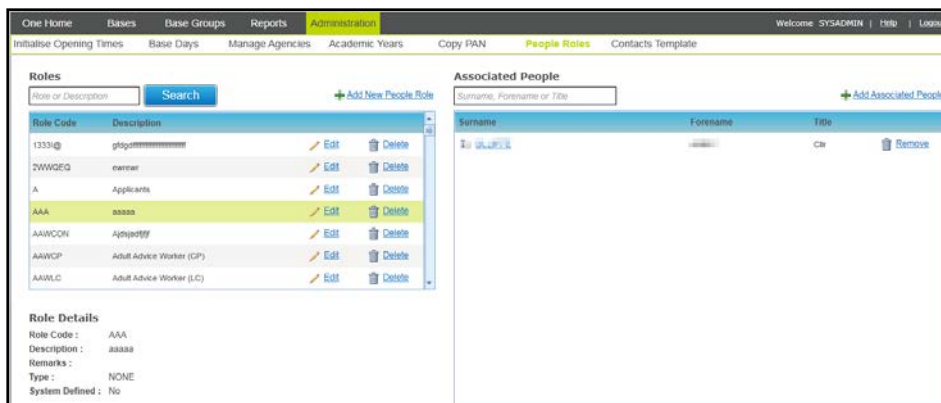 One Home Bases Base Groups Reports Administration Welcome SYSADMIN | Help | Logou
Initialise Opening Times Base Days Manage Agencies Academic Years Copy PAN People Roles Contacts Template
Roles
Role or Description Search Add New People Role
Role Code Description
1333!@ Edit Delete
2WWQEQ ewrewr Edit Delete
A Applicants Edit Delete
AAA aaaaa Edit Delete
AAWCON Edit Delete
AAWCP Adult Advice Worker (CP) Edit Delete
AAWLC Adult Advice Worker (LC) Edit Delete
Role Details
Role Code : AAA
Description : aaaaa
Remarks :
Type : NONE
System Defined : No
Associated People
Surname, Forename or Title Add Associated People
Surname Forename Title
Cllr Remove